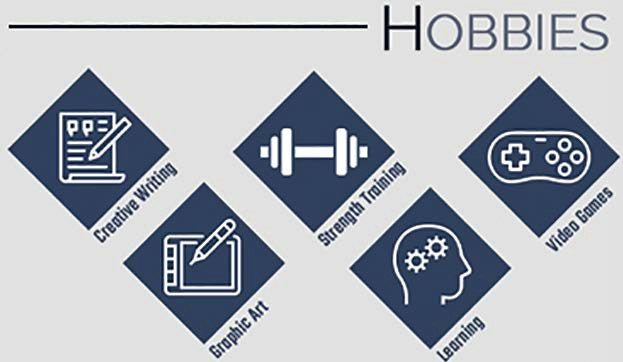 HOBBIES
Creative Writing
Strength Training
Video Games
Graphic Art
Learning